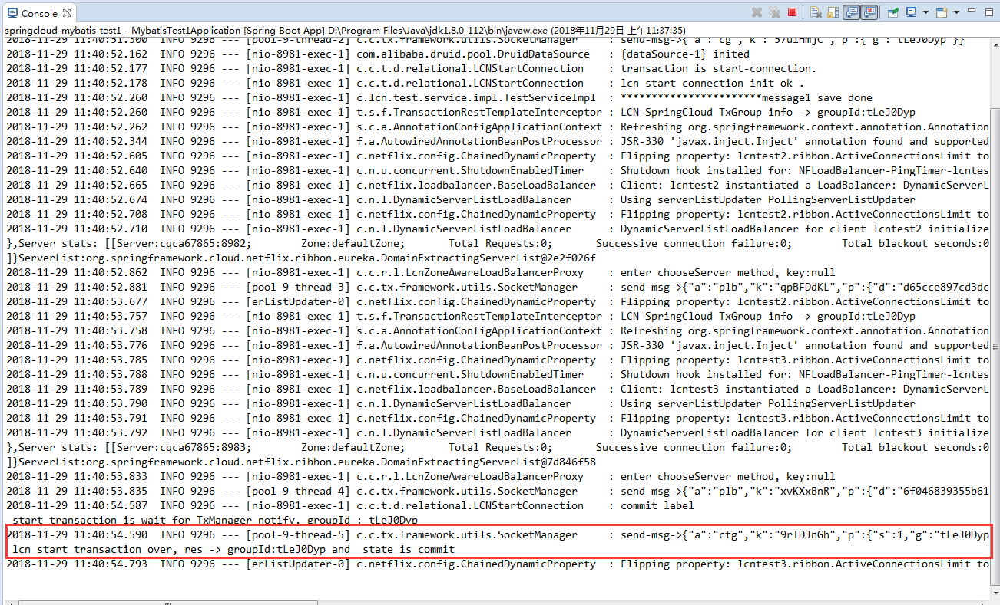 Console
springcloud-mybatis-test1 - MybatisTest1Application [Spring Boot App] D:\Program Files\Java\jdk1.8.0_112\bin\javaw.exe (2018年11月29日 上午11:37:35)
2018-11-29 11:40:51.500  INFO 9296 --- [pool-9-thread-2] c.c.tx.framework.utils.SocketManager     : send-msg->{"a":"cg","k":"57uiHmjC","p":{"g":"tLeJ0Dyp"}}
2018-11-29 11:40:52.162  INFO 9296 --- [nio-8981-exec-1] com.alibaba.druid.pool.DruidDataSource   : {dataSource-1} inited
2018-11-29 11:40:52.177  INFO 9296 --- [nio-8981-exec-1] c.c.t.d.relational.LCNStartConnection    : transaction is start-connection.
2018-11-29 11:40:52.178  INFO 9296 --- [nio-8981-exec-1] c.c.t.d.relational.LCNStartConnection    : lcn start connection init ok .
2018-11-29 11:40:52.260  INFO 9296 --- [nio-8981-exec-1] c.lcn.test.service.impl.TestServiceImpl  : ***********************message1 save done
2018-11-29 11:40:52.260  INFO 9296 --- [nio-8981-exec-1] t.s.f.TransactionRestTemplateInterceptor : LCN-SpringCloud TxGroup info -> groupId:tLeJ0Dyp
2018-11-29 11:40:52.262  INFO 9296 --- [nio-8981-exec-1] s.c.a.AnnotationConfigApplicationContext : Refreshing org.springframework.context.annotation.Annotation
2018-11-29 11:40:52.344  INFO 9296 --- [nio-8981-exec-1] f.a.AutowiredAnnotationBeanPostProcessor : JSR-330 'javax.inject.Inject' annotation found and supported
2018-11-29 11:40:52.605  INFO 9296 --- [nio-8981-exec-1] c.netflix.config.ChainedDynamicProperty  : Flipping property: lcntest2.ribbon.ActiveConnectionsLimit to
2018-11-29 11:40:52.640  INFO 9296 --- [nio-8981-exec-1] c.n.u.concurrent.ShutdownEnabledTimer    : Shutdown hook installed for: NFLoadBalancer-PingTimer-lcntes
2018-11-29 11:40:52.665  INFO 9296 --- [nio-8981-exec-1] c.netflix.loadbalancer.BaseLoadBalancer  : Client: lcntest2 instantiated a LoadBalancer: DynamicServerL
2018-11-29 11:40:52.674  INFO 9296 --- [nio-8981-exec-1] c.n.l.DynamicServerListLoadBalancer      : Using serverListUpdater PollingServerListUpdater
2018-11-29 11:40:52.708  INFO 9296 --- [nio-8981-exec-1] c.netflix.config.ChainedDynamicProperty  : Flipping property: lcntest2.ribbon.ActiveConnectionsLimit to
2018-11-29 11:40:52.710  INFO 9296 --- [nio-8981-exec-1] c.n.l.DynamicServerListLoadBalancer      : DynamicServerListLoadBalancer for client lcntest2 initialize
},Server stats: [[Server:cqca67865:8982;        Zone:defaultZone;       Total Requests:0;       Successive connection failure:0;        Total blackout seconds:0
]}ServerList:org.springframework.cloud.netflix.ribbon.eureka.DomainExtractingServerList@2e2f026f
2018-11-29 11:40:52.862  INFO 9296 --- [nio-8981-exec-1] c.c.r.l.LcnZoneAwareLoadBalancerProxy    : enter chooseServer method, key:null
2018-11-29 11:40:52.881  INFO 9296 --- [pool-9-thread-3] c.c.tx.framework.utils.SocketManager     : send-msg->{"a":"plb","k":"qpBFDdKL","p":{"d":"d65cce897cd3dc
2018-11-29 11:40:53.677  INFO 9296 --- [erListUpdater-0] c.netflix.config.ChainedDynamicProperty  : Flipping property: lcntest2.ribbon.ActiveConnectionsLimit to
2018-11-29 11:40:53.757  INFO 9296 --- [nio-8981-exec-1] t.s.f.TransactionRestTemplateInterceptor : LCN-SpringCloud TxGroup info -> groupId:tLeJ0Dyp
2018-11-29 11:40:53.758  INFO 9296 --- [nio-8981-exec-1] s.c.a.AnnotationConfigApplicationContext : Refreshing org.springframework.context.annotation.Annotation
2018-11-29 11:40:53.776  INFO 9296 --- [nio-8981-exec-1] f.a.AutowiredAnnotationBeanPostProcessor : JSR-330 'javax.inject.Inject' annotation found and supported
2018-11-29 11:40:53.785  INFO 9296 --- [nio-8981-exec-1] c.netflix.config.ChainedDynamicProperty  : Flipping property: lcntest3.ribbon.ActiveConnectionsLimit to
2018-11-29 11:40:53.788  INFO 9296 --- [nio-8981-exec-1] c.n.u.concurrent.ShutdownEnabledTimer    : Shutdown hook installed for: NFLoadBalancer-PingTimer-lcntes
2018-11-29 11:40:53.789  INFO 9296 --- [nio-8981-exec-1] c.netflix.loadbalancer.BaseLoadBalancer  : Client: lcntest3 instantiated a LoadBalancer: DynamicServerL
2018-11-29 11:40:53.790  INFO 9296 --- [nio-8981-exec-1] c.n.l.DynamicServerListLoadBalancer      : Using serverListUpdater PollingServerListUpdater
2018-11-29 11:40:53.791  INFO 9296 --- [nio-8981-exec-1] c.netflix.config.ChainedDynamicProperty  : Flipping property: lcntest3.ribbon.ActiveConnectionsLimit to
2018-11-29 11:40:53.792  INFO 9296 --- [nio-8981-exec-1] c.n.l.DynamicServerListLoadBalancer      : DynamicServerListLoadBalancer for client lcntest3 initialize
},Server stats: [[Server:cqca67865:8983;        Zone:defaultZone;       Total Requests:0;       Successive connection failure:0;        Total blackout seconds:0
]}ServerList:org.springframework.cloud.netflix.ribbon.eureka.DomainExtractingServerList@7d846f58
2018-11-29 11:40:53.833  INFO 9296 --- [nio-8981-exec-1] c.c.r.l.LcnZoneAwareLoadBalancerProxy    : enter chooseServer method, key:null
2018-11-29 11:40:53.835  INFO 9296 --- [pool-9-thread-4] c.c.tx.framework.utils.SocketManager     : send-msg->{"a":"plb","k":"xvKXxBnR","p":{"d":"6f046839355b61
2018-11-29 11:40:54.587  INFO 9296 --- [nio-8981-exec-1] c.c.t.d.relational.LCNStartConnection    : commit label
start transaction is wait for TxManager notify, groupId : tLeJ0Dyp
2018-11-29 11:40:54.590  INFO 9296 --- [pool-9-thread-5] c.c.tx.framework.utils.SocketManager     : send-msg->{"a":"ctg","k":"9rIDJnGh","p":{"s":1,"g":"tLeJ0Dyp
lcn start transaction over, res -> groupId:tLeJ0Dyp and  state is commit
2018-11-29 11:40:54.793  INFO 9296 --- [erListUpdater-0] c.netflix.config.ChainedDynamicProperty  : Flipping property: lcntest3.ribbon.ActiveConnectionsLimit to